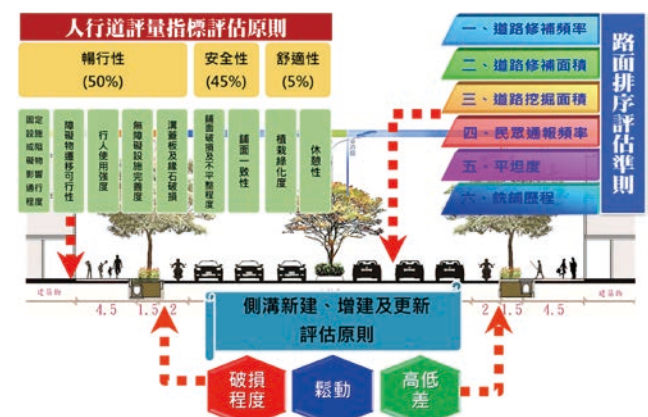 人行道評量指標評估原則
暢行性
(50%)
安全性
(45%)
舒適性
(5%)
固定設施或阻礙物影響通行程度
障礙物遷移可行性
行人使用強度
無障礙設施完善度
溝蓋板及緣石破損
鋪面破損及不平整程度
鋪面一致性
植栽綠化度
休憩性
一、道路修補頻率
二、道路修補面積
三、道路挖掘面積
四、民眾通報頻率
五、平坦度
六、銑鋪歷程
路面排序評估準則
建築物
4.5
1.5
2
2
1.5
4.5
建築物
側溝新建、增建及更新
評估原則
破損
程度
鬆動
高低
差